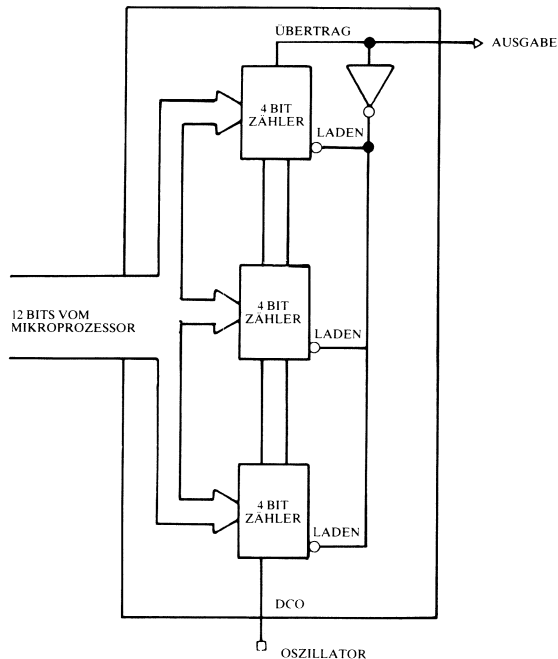 ÜBERTRAG
AUSGABE
4 BIT
ZÄHLER
LADEN
12 BITS VOM
MIKROPROZESSOR
4 BIT
ZÄHLER
LADEN
4 BIT
ZÄHLER
LADEN
DCO
OSZILLATOR